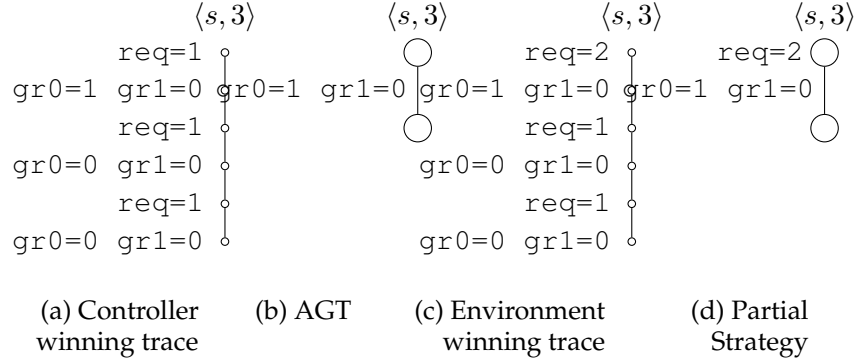 ⟨s, 3⟩ ⟨s, 3⟩ ⟨s, 3⟩ ⟨s, 3⟩
req=1 req=2 req=2
gr0=1 gr1=0 gr0=1 gr1=0 gr0=1 gr1=0 gr0=1 gr1=0
req=1 req=1
gr0=0 gr1=0 gr0=0 gr1=0
req=1 req=1
gr0=0 gr1=0 gr0=0 gr1=0
(a) Controller (b) AGT (c) Environment (d) Partial
winning trace winning trace Strategy